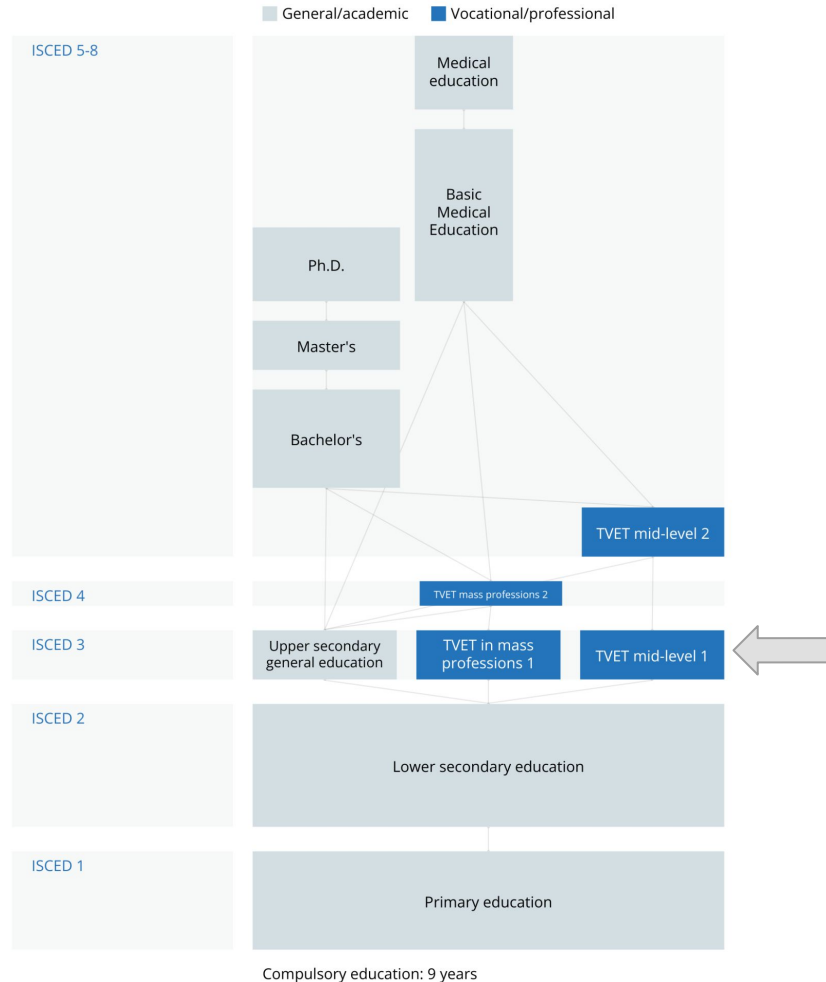 General/academic
Vocational/professional
ISCED 5-8
Medical
education
Basic
Medical
Education
Ph.D.
Master's
Bachelor's
TVET mid-level 2
ISCED 4
TVET mass professions 2
ISCED 3
Upper secondary
general education
TVET in mass
professions 1
TVET mid-level 1
ISCED 2
Lower secondary education
ISCED 1
Primary education
Compulsory education: 9 years